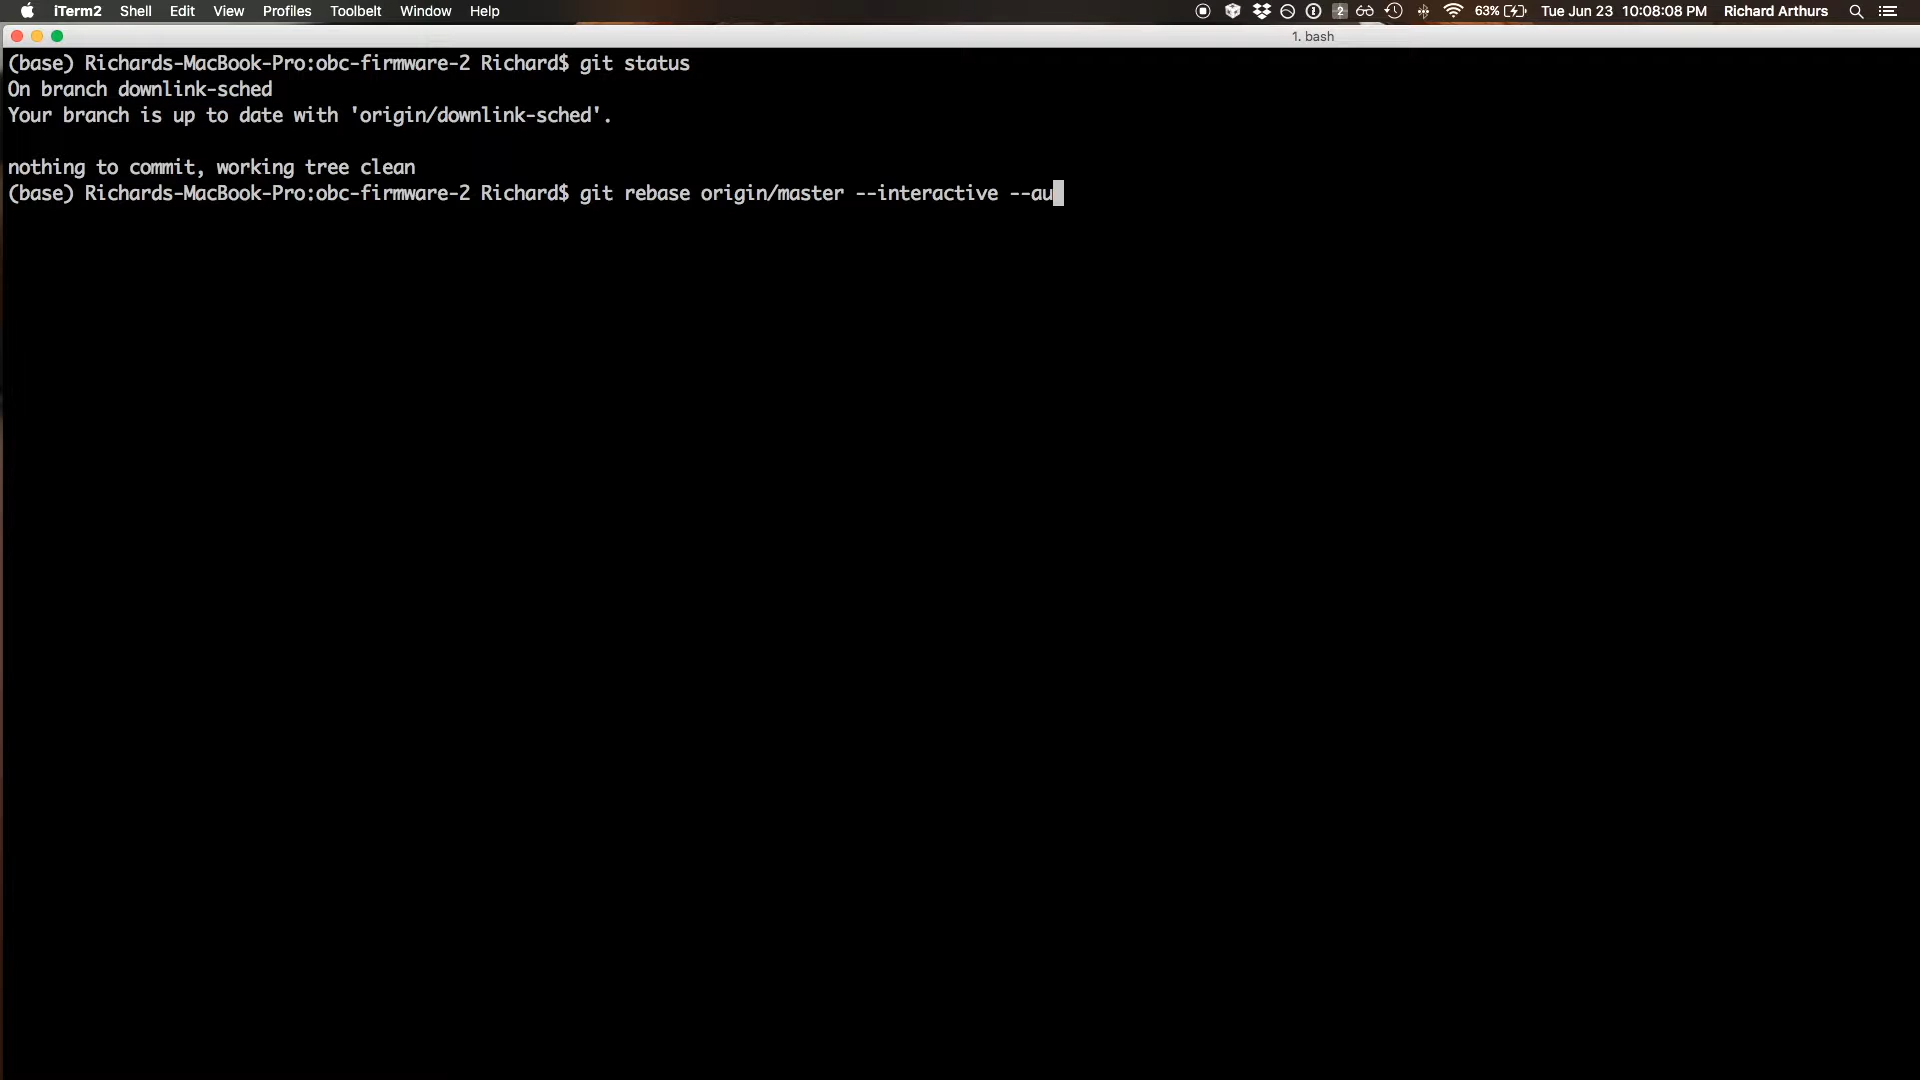 iTerm2 Shell Edit View Profiles Toolbelt Window Help 2 63% Tue Jun 23 10:08:08 PM Richard Arthurs
1. bash
(base) Richards-MacBook-Pro:obc-firmware-2 Richard$ git status
On branch downlink-sched
Your branch is up to date with 'origin/downlink-sched'.
nothing to commit, working tree clean
(base) Richards-MacBook-Pro:obc-firmware-2 Richard$ git rebase origin/master --interactive --au